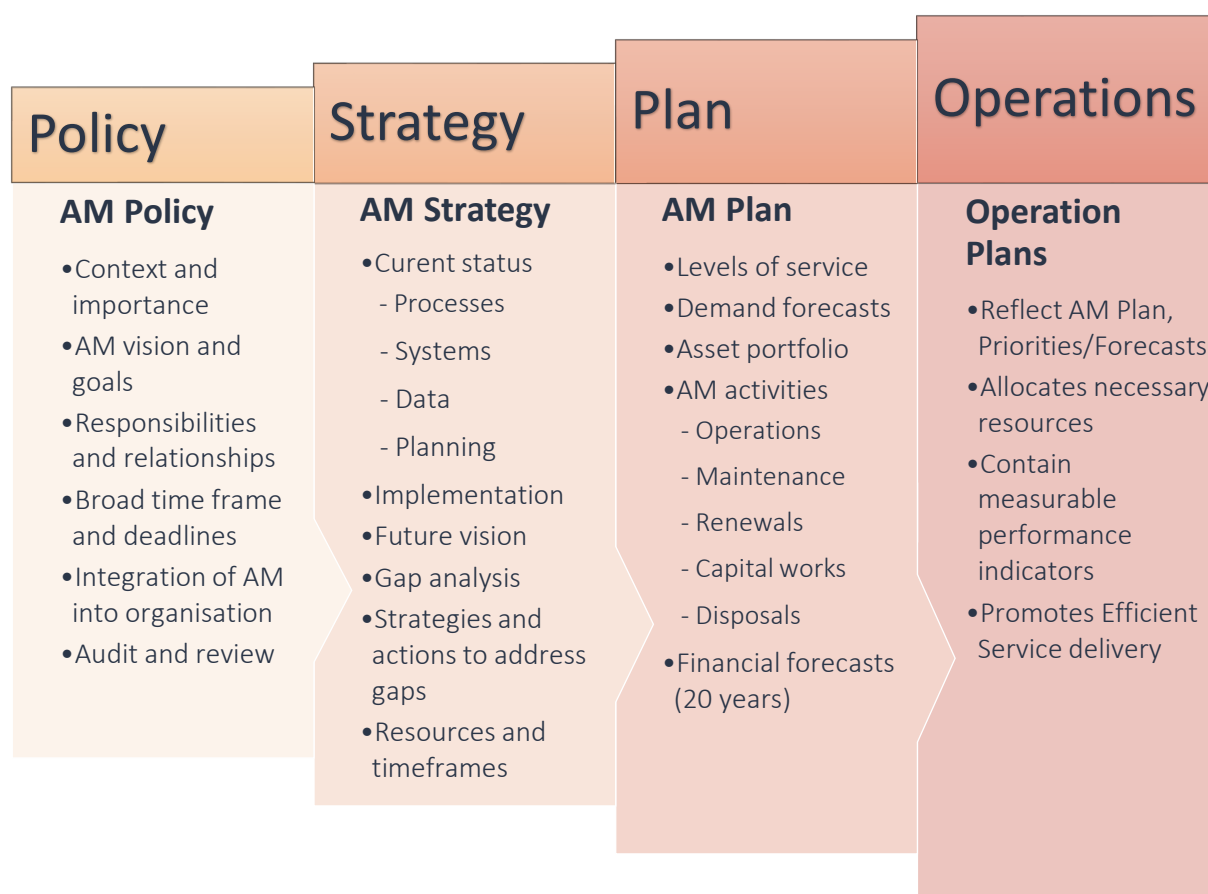 Policy
AM Policy
•Context and
importance
•AM vision and
goals
•Responsibilities
and relationships
•Broad time frame
and deadlines
•Integration of AM
into organisation
•Audit and review
Strategy
AM Strategy
•Curent status
- Processes
- Systems
- Data
- Planning
•Implementation
•Future vision
•Gap analysis
•Strategies and
actions to address
gaps
•Resources and
timeframes
Plan
AM Plan
•Levels of service
•Demand forecasts
•Asset portfolio
•AM activities
- Operations
- Maintenance
- Renewals
- Capital works
- Disposals
•Financial forecasts
(20 years)
Operations
Operation
Plans
•Reflect AM Plan,
Priorities/Forecasts
•Allocates necessary
resources
•Contain
measurable
performance
indicators
•Promotes Efficient
Service delivery